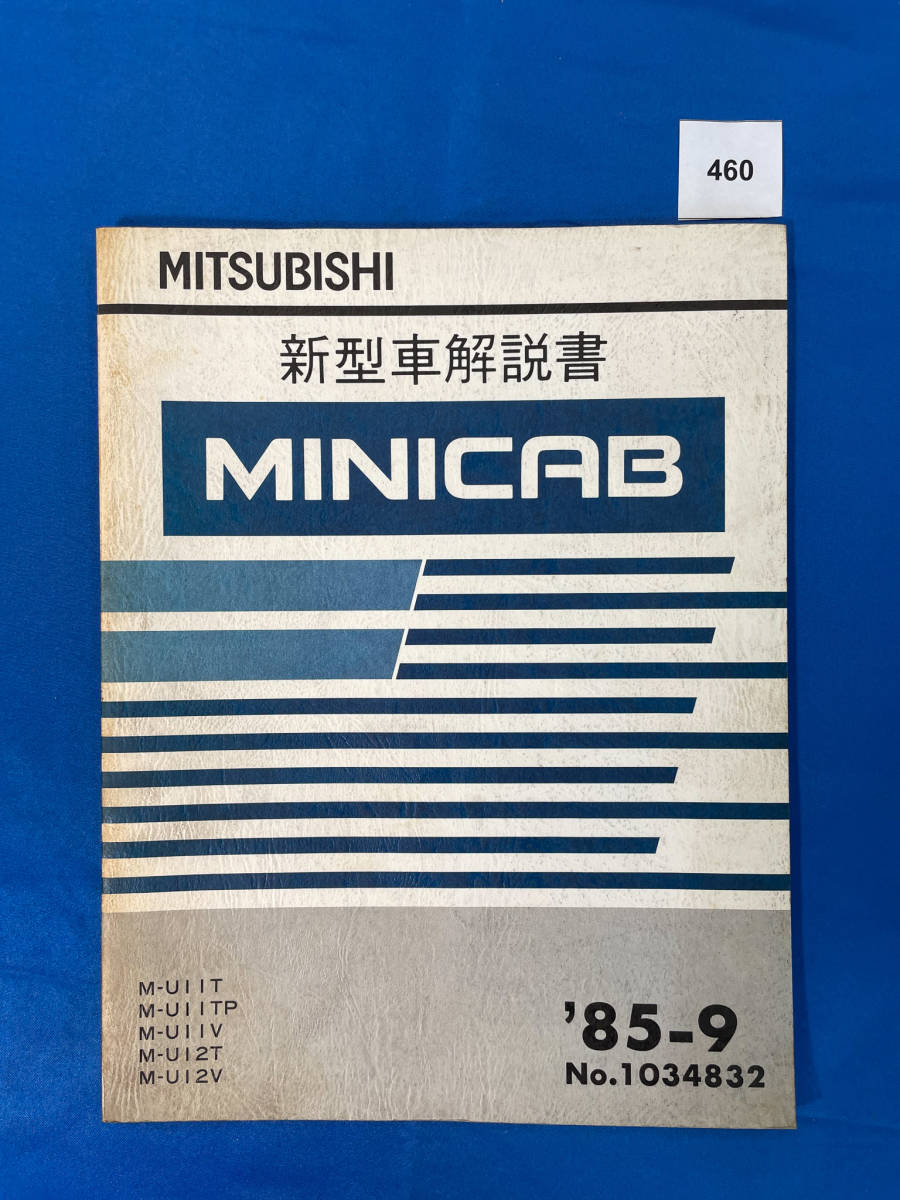 460
MITSUBISHI
新型車解説書
MINICAB
M-U11T
M-U11TP
M-U11V
M-U12T
M-U12V
'85-9
No.1034832